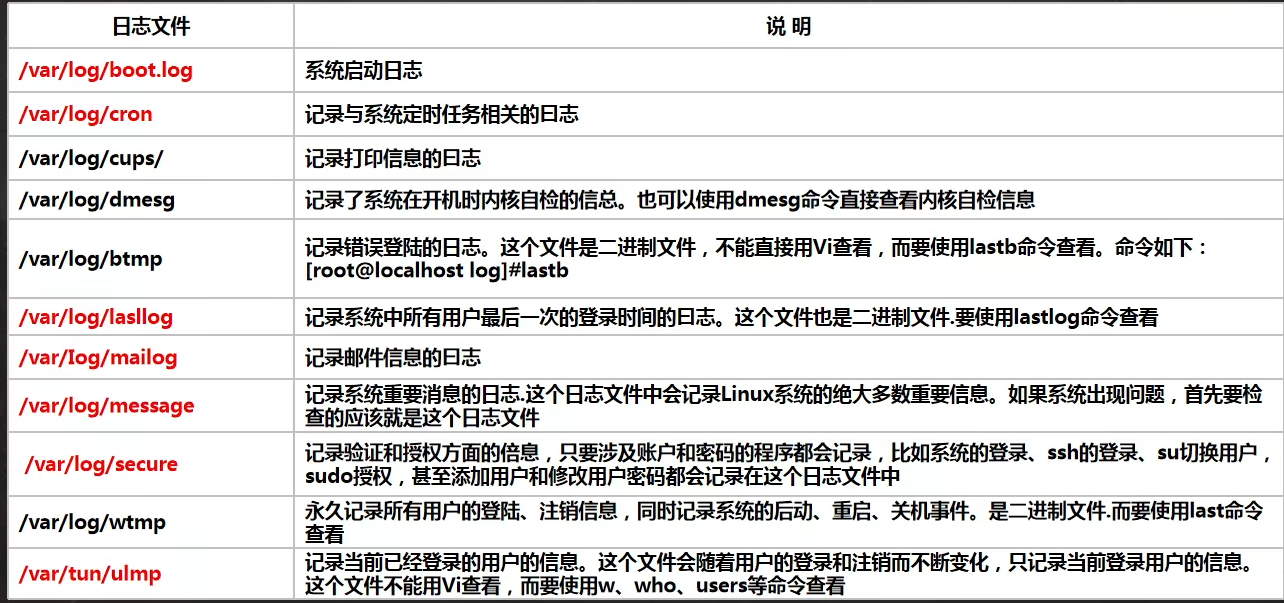 日志文件 说 明
/var/log/boot.log 系统启动日志
/var/log/cron 记录与系统定时任务相关的曰志
/var/log/cups/ 记录打印信息的曰志
/var/log/dmesg 记录了系统在开机时内核自检的信总。也可以使用dmesg命令直接查看内核自检信息
/var/log/btmp 记录错误登陆的日志。这个文件是二进制文件，不能直接用Vi查看，而要使用lastb命令查看。命令如下：
[root@localhost log]#lastb
/var/log/lasllog 记录系统中所有用户最后一次的登录时间的曰志。这个文件也是二进制文件.要使用lastlog命令查看
/var/Iog/mailog 记录邮件信息的曰志
/var/log/message 记录系统重要消息的日志.这个日志文件中会记录Linux系统的绝大多数重要信息。如果系统出现问题，首先要检
查的应该就是这个日志文件
/var/log/secure 记录验证和授权方面的倍息，只要涉及账户和密码的程序都会记录，比如系统的登录、ssh的登录、su切换用户，
sudo授权，甚至添加用户和修改用户密码都会记录在这个日志文件中
/var/log/wtmp 永久记录所有用户的登陆、注销信息，同时记录系统的后动、重启、关机事件。是二进制文件.而要使用last命令
查看
/var/tun/ulmp 记录当前已经登录的用户的信息。这个文件会随着用户的登录和注销而不断变化，只记录当前登录用户的信息。
这个文件不能用Vi查看，而要使用w、who、users等命令查看